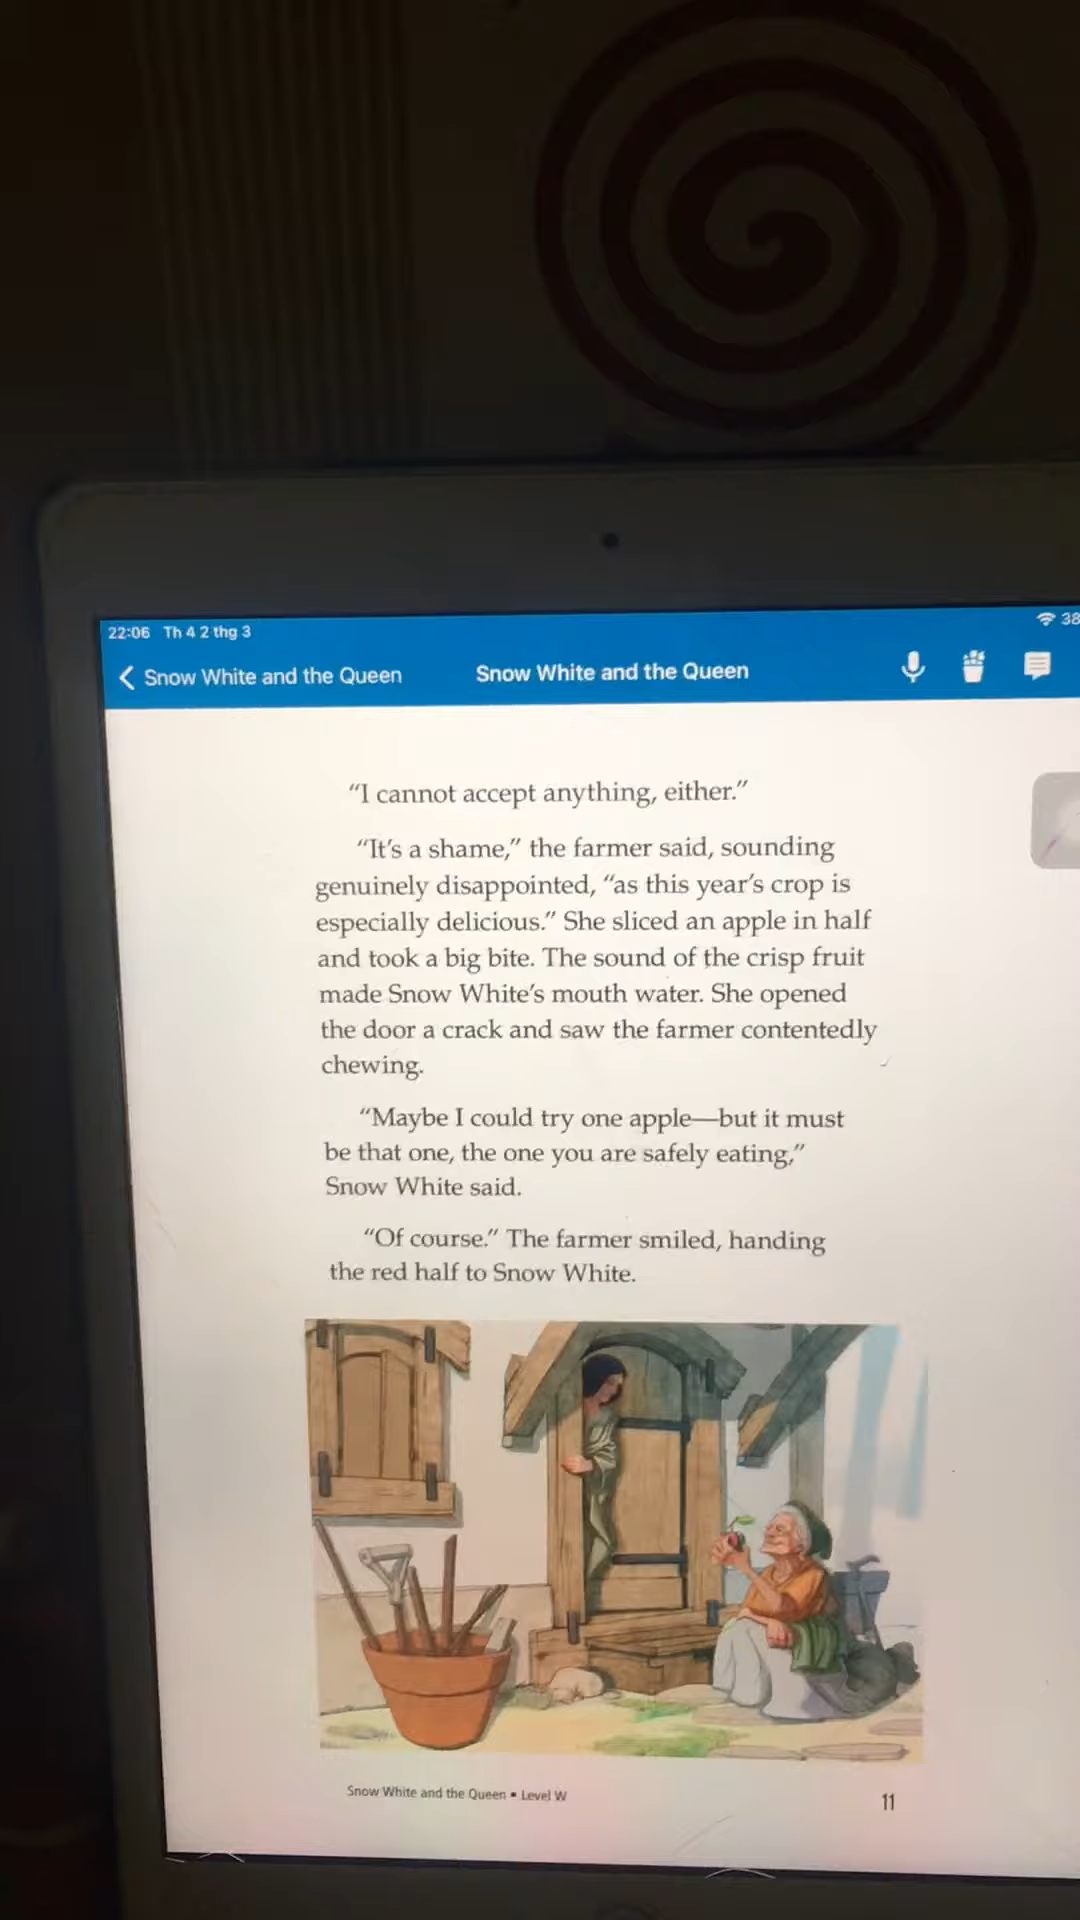 22:06 Th 4 2 thg 3
38
Snow White and the Queen
Snow White and the Queen
“I cannot accept anything, either.”
“It’s a shame,” the farmer said, sounding
genuinely disappointed, “as this year’s crop is
especially delicious.” She sliced an apple in half
and took a big bite. The sound of the crisp fruit
made Snow White’s mouth water. She opened
the door a crack and saw the farmer contentedly
chewing.
“Maybe I could try one apple—but it must
be that one, the one you are safely eating,”
Snow White said.
“Of course.” The farmer smiled, handing
the red half to Snow White.
Snow White and the Queen • Level W
11